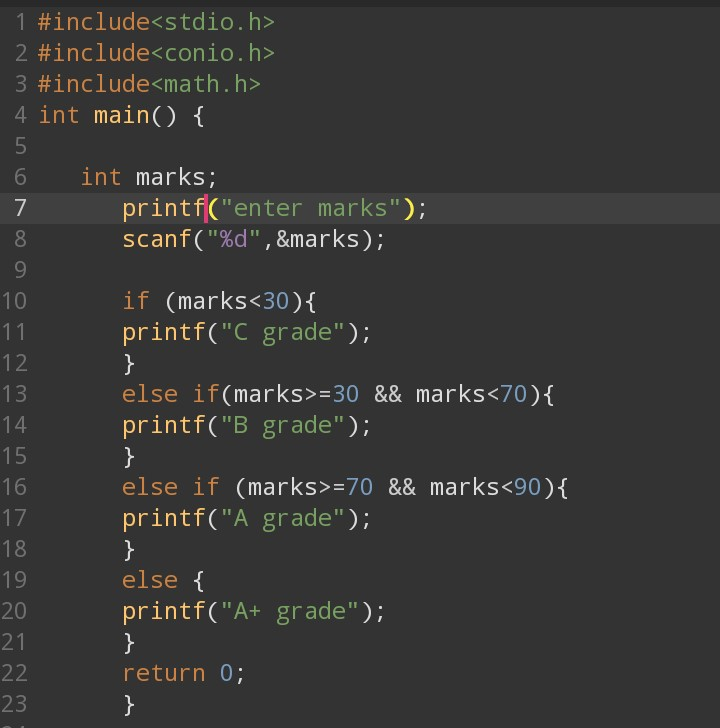 1 #include<stdio.h>
2 #include<conio.h>
3 #include<math.h>
4 int main() {
5
6    int marks;
7       printf("enter marks");
8       scanf("%d",&marks);
9
10       if (marks<30){
11       printf("C grade");
12       }
13       else if(marks>=30 && marks<70){
14       printf("B grade");
15       }
16       else if (marks>=70 && marks<90){
17       printf("A grade");
18       }
19       else {
20       printf("A+ grade");
21       }
22       return 0;
23       }